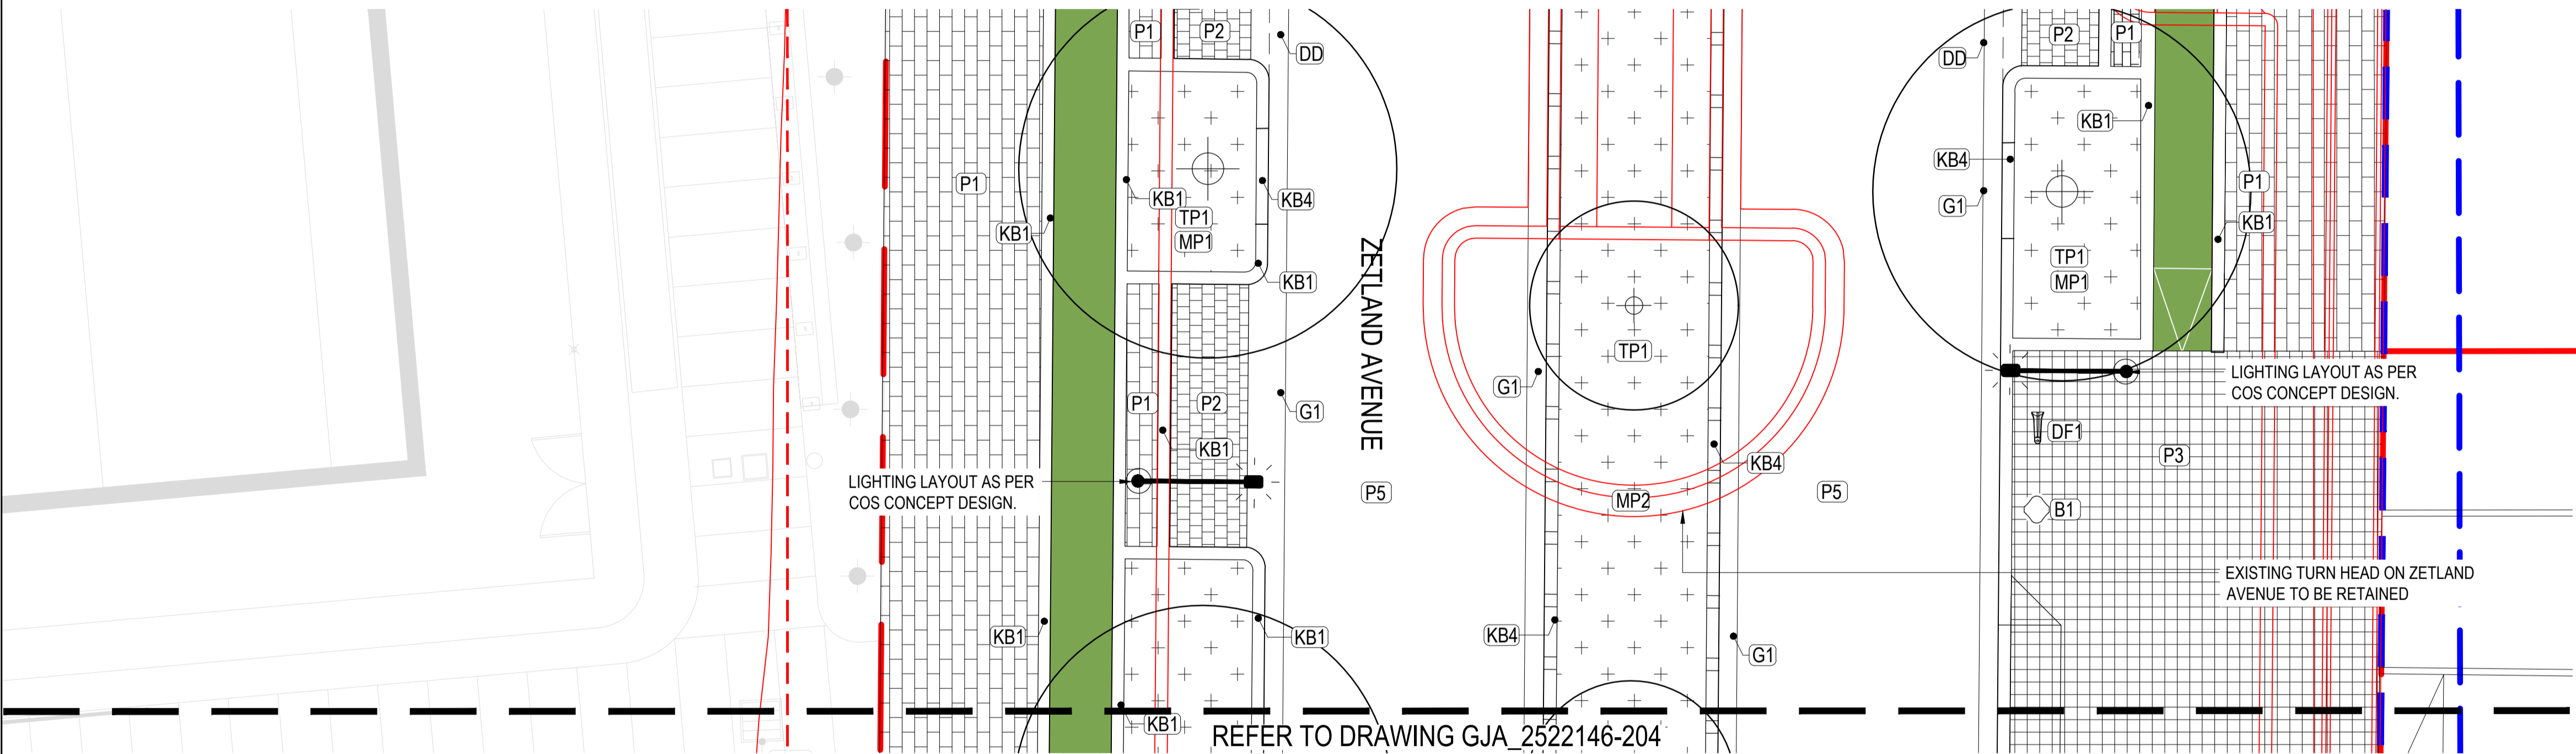 P1
P2
DD
P2
P1
DD
KB1
KB4
P1
P1
KB1
KB4
TP1
G1
KB1
MP1
KB1
TP1
KB1
MP1
ZETLAND AVENUE
TP1
G1
LIGHTING LAYOUT AS PER
COS CONCEPT DESIGN.
P1
P2
G1
DF1
KB1
P3
KB4
LIGHTING LAYOUT AS PER
COS CONCEPT DESIGN.
P5
MP2
P5
B1
EXISTING TURN HEAD ON ZETLAND
AVENUE TO BE RETAINED
KB1
KB1
KB4
G1
KB1
REFER TO DRAWING GJA_2522146-204